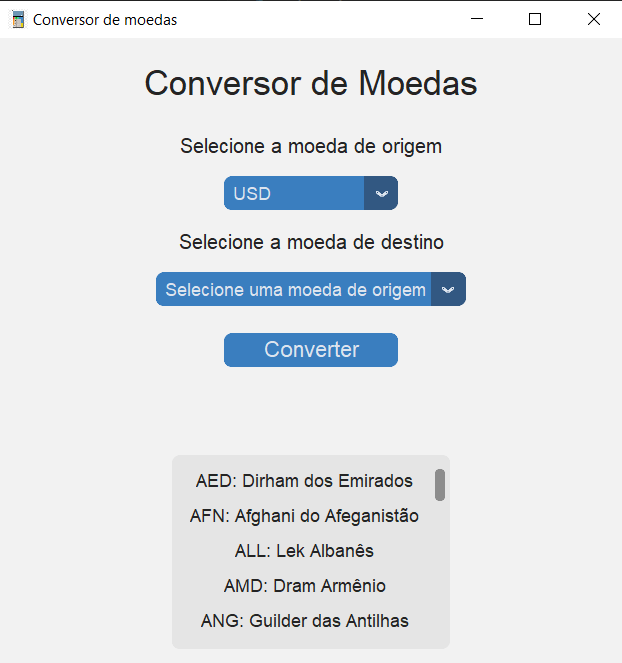 Conversor de moedas
Conversor de Moedas
Selecione a moeda de origem
USD
Selecione a moeda de destino
Selecione uma moeda de origem
Converter
AED: Dirham dos Emirados
AFN: Afghani do Afeganistão
ALL: Lek Albanês
AMD: Dram Armênio
ANG: Guilder das Antilhas